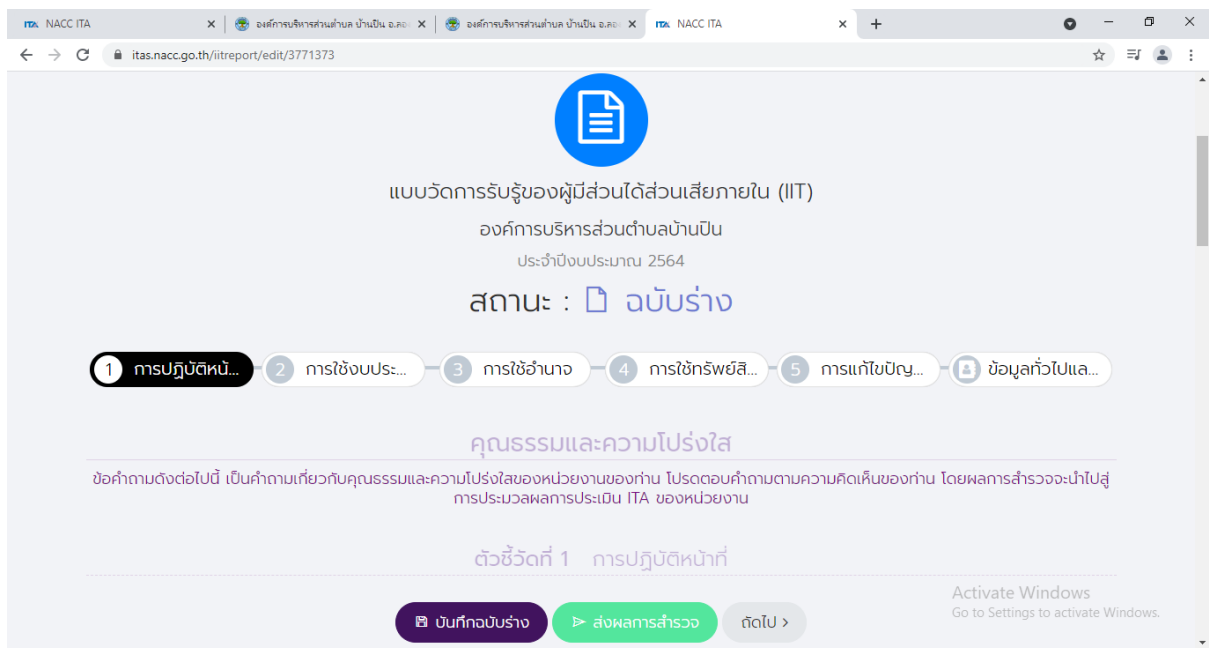 ITA NACC ITA
องค์การบริหารส่วนตำบล บ้านปิน อ.ลอง
องค์การบริหารส่วนตำบล บ้านปิน อ.ลอง
ITA NACC ITA
itas.nacc.go.th/iitreport/edit/3771373
แบบวัดการรับรู้ของผู้มีส่วนได้ส่วนเสียภายใน (IIT)
องค์การบริหารส่วนตำบลบ้านปิน
ประจำปีงบประมาณ 2564
สถานะ : ฉบับร่าง
1 การปฏิบัติหน้... 2 การใช้งบประ... 3 การใช้อำนาจ 4 การใช้ทรัพย์สิ... 5 การแก้ไขปัญ... ข้อมูลทั่วไปแล...
คุณธรรมและความโปร่งใส
ข้อคำถามดังต่อไปนี้ เป็นคำถามเกี่ยวกับคุณธรรมและความโปร่งใสของหน่วยงานของท่าน โปรดตอบคำถามตามความคิดเห็นของท่าน โดยผลการสำรวจจะนำไปสู่
การประมวลผลการประเมิน ITA ของหน่วยงาน
ตัวชี้วัดที่ 1 การปฏิบัติหน้าที่
Activate Windows
Go to Settings to activate Windows.
บันทึกฉบับร่าง ส่งผลการสำรวจ ถัดไป >